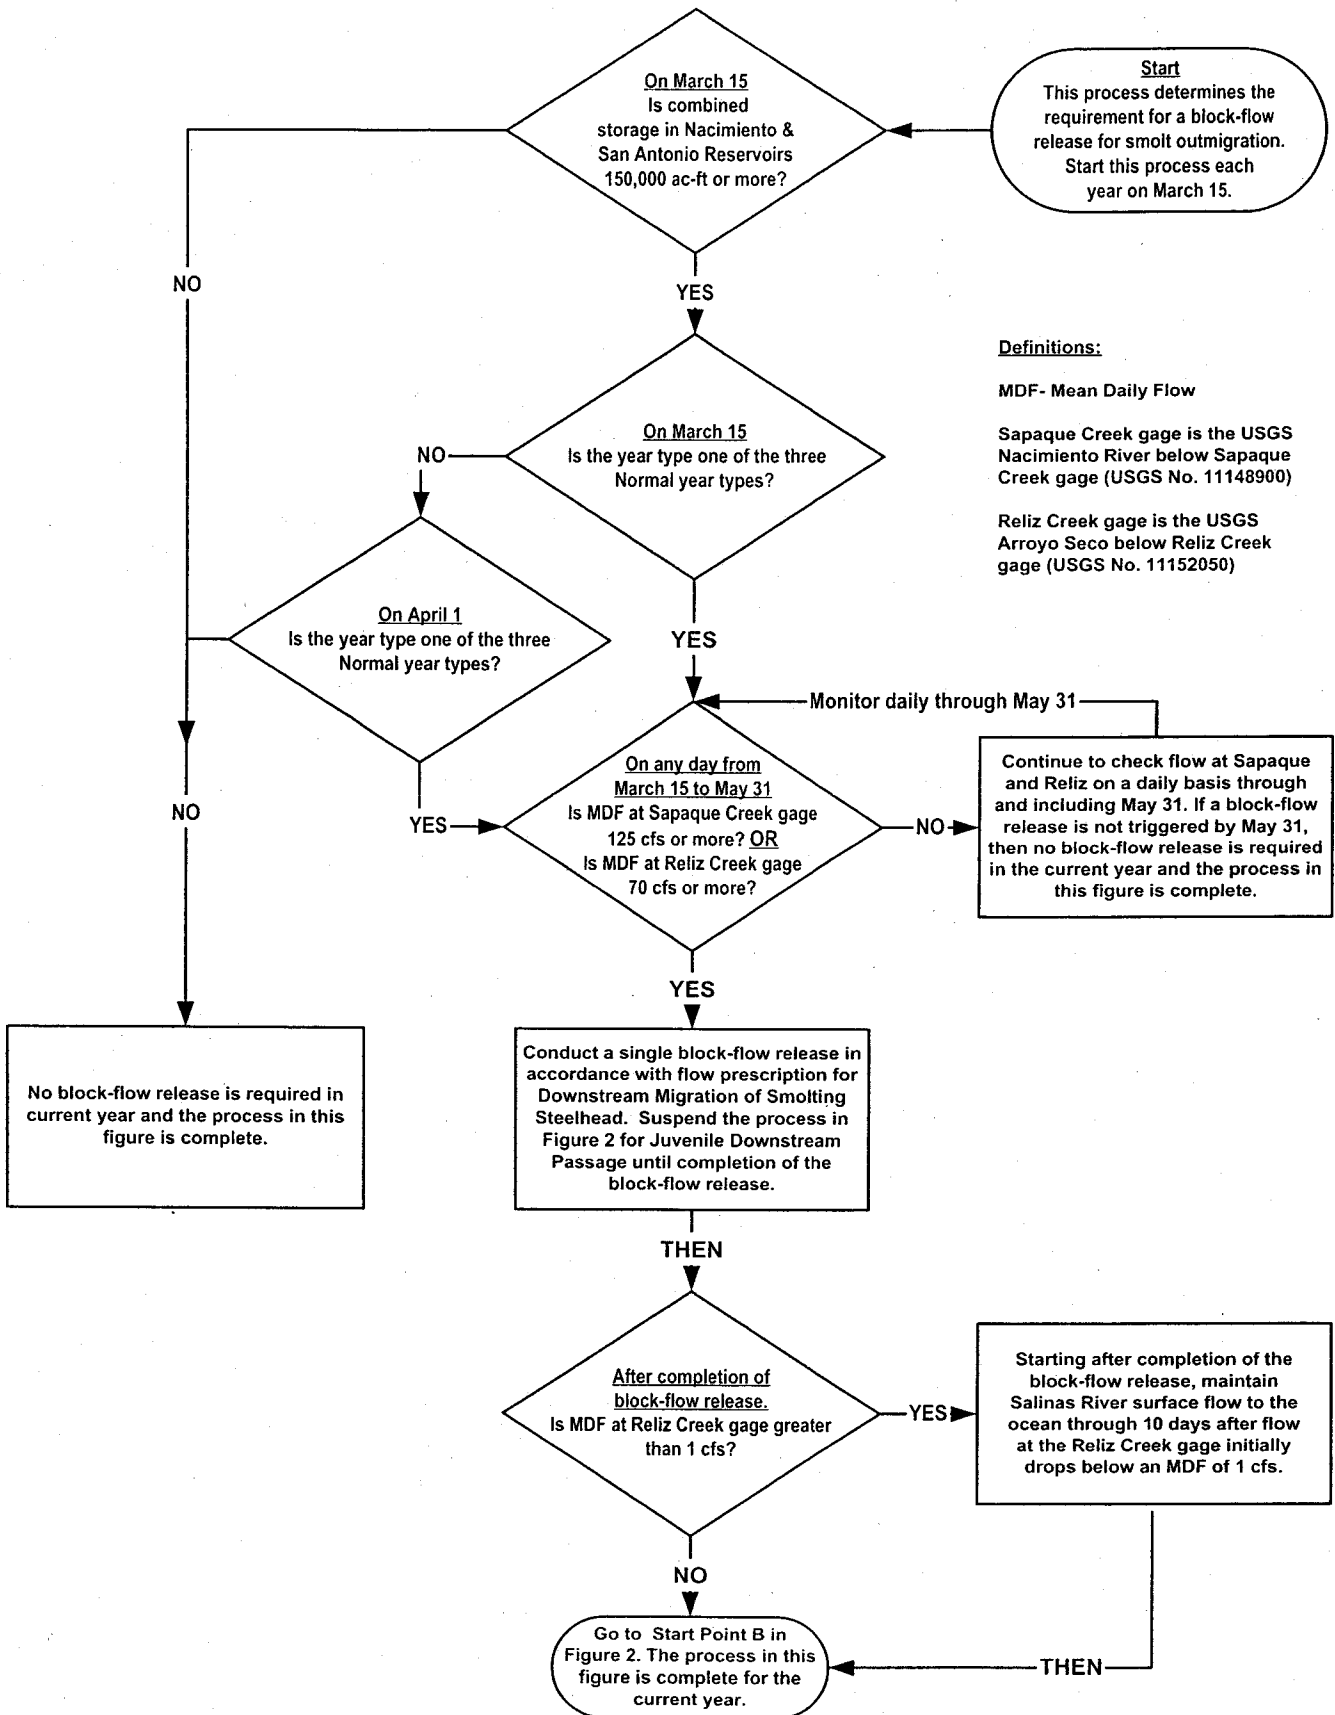 Start
This process determines the
requirement for a block-flow
release for smolt outmigration.
Start this process each
year on March 15.
On March 15
Is combined
storage in Nacimiento &
San Antonio Reservoirs
150,000 ac-ft or more?
NO
YES
Definitions:
MDF- Mean Daily Flow
Sapaque Creek gage is the USGS
Nacimiento River below Sapaque
Creek gage (USGS No. 11148900)
Reliz Creek gage is the USGS
Arroyo Seco below Reliz Creek
gage (USGS No. 11152050)
On March 15
Is the year type one of the three
Normal year types?
NO
YES
On April 1
Is the year type one of the three
Normal year types?
NO
YES
Monitor daily through May 31
On any day from
March 15 to May 31
Is MDF at Sapaque Creek gage
125 cfs or more? OR
Is MDF at Reliz Creek gage
70 cfs or more?
NO
Continue to check flow at Sapaque
and Reliz on a daily basis through
and including May 31. If a block-flow
release is not triggered by May 31,
then no block-flow release is required
in the current year and the process in
this figure is complete.
YES
No block-flow release is required in
current year and the process in this
figure is complete.
Conduct a single block-flow release in
accordance with flow prescription for
Downstream Migration of Smolting
Steelhead. Suspend the process in
Figure 2 for Juvenile Downstream
Passage until completion of the
block-flow release.
THEN
After completion of
block-flow release.
Is MDF at Reliz Creek gage greater
than 1 cfs?
YES
Starting after completion of the
block-flow release, maintain
Salinas River surface flow to the
ocean through 10 days after flow
at the Reliz Creek gage initially
drops below an MDF of 1 cfs.
NO
THEN
Go to Start Point B in
Figure 2. The process in this
figure is complete for the
current year.